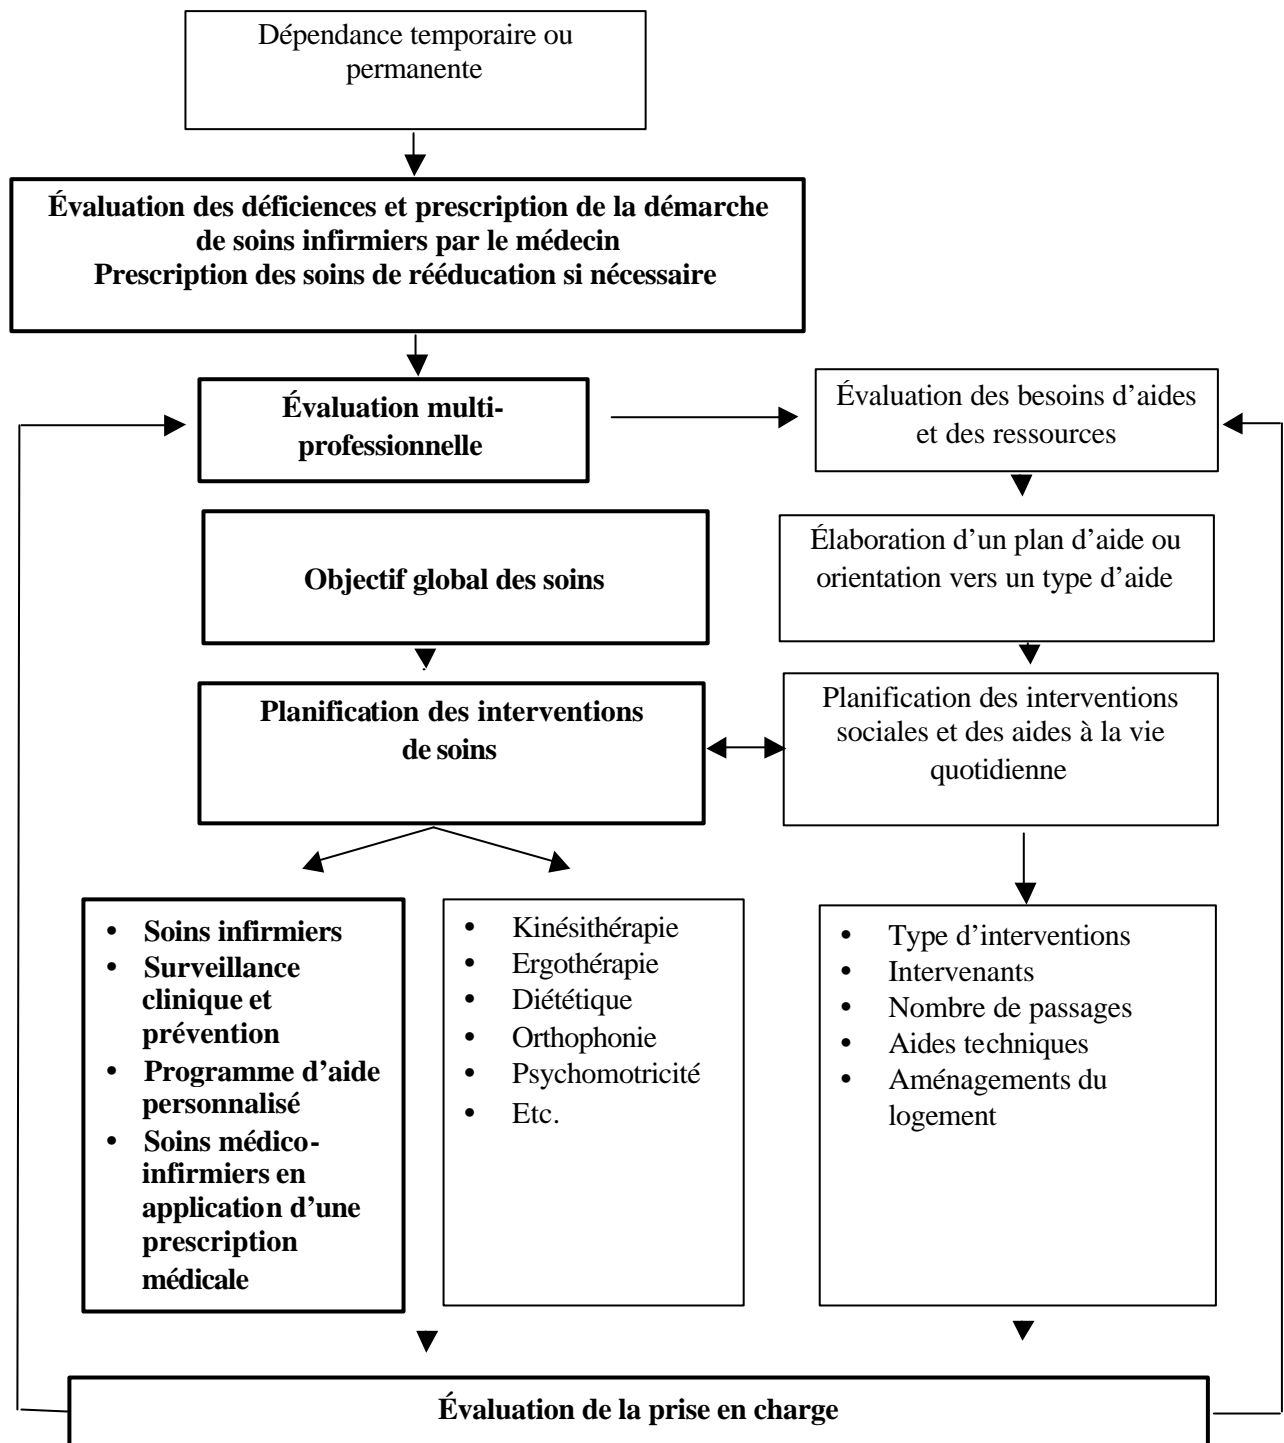 Dépendance temporaire ou
permanente
Évaluation des déficiences et prescription de la démarche
de soins infirmiers par le médecin
Prescription des soins de rééducation si nécessaire
Évaluation multi-
professionnelle
Évaluation des besoins d’aides
et des ressources
Objectif global des soins
Élaboration d’un plan d’aide ou
orientation vers un type d’aide
Planification des interventions
de soins
Planification des interventions
sociales et des aides à la vie
quotidienne
• Soins infirmiers
• Surveillance
clinique et
prévention
• Programme d’aide
personnalisé
• Soins médico-
infirmiers en
application d’une
prescription
médicale
• Kinésithérapie
• Ergothérapie
• Diététique
• Orthophonie
• Psychomotricité
• Etc.
• Type d’interventions
• Intervenants
• Nombre de passages
• Aides techniques
• Aménagements du
logement
Évaluation de la prise en charge